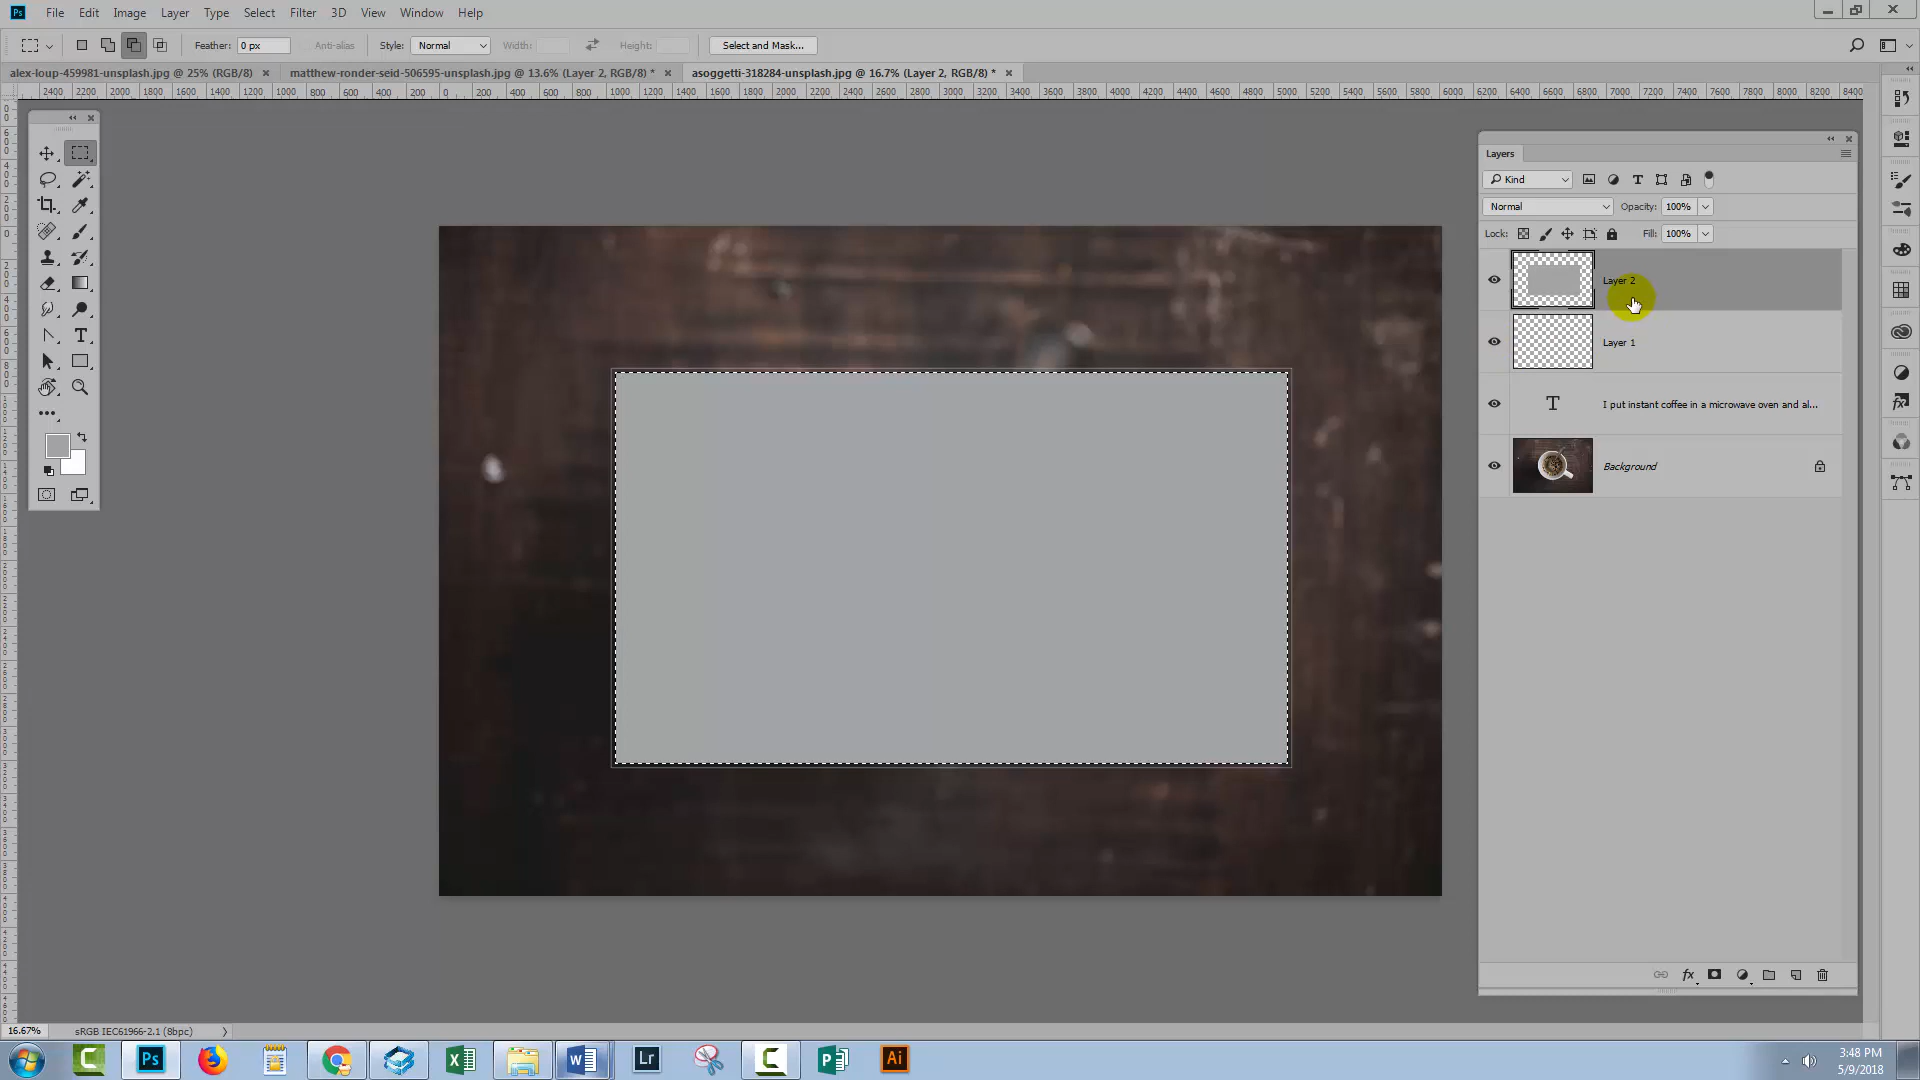 Ps File Edit Image Layer Type Select Filter 3D View Window Help
Feather: 0 px Anti-alias Style: Normal Width: Height: Select and Mask...
alex-loup-459981-unsplash.jpg @ 25% (RGB/8) × matthew-ronder-seid-506595-unsplash.jpg @ 13.6% (Layer 2, RGB/8) * × asoggetti-318284-unsplash.jpg @ 16.7% (Layer 2, RGB/8) * ×
2400 2200 2000 1800 1600 1400 1200 1000 800 600 400 200 0 200 400 600 800 1000 1200 1400 1600 1800 2000 2200 2400 2600 2800 3000 3200 3400 3600 3800 4000 4200 4400 4600 4800 5000 5200 5400 5600 5800 6000 6200 6400 6600 6800 7000 7200 7400 7600 7800 8000 8200 8400
Layers
Kind
Normal Opacity: 100%
Lock: Fill: 100%
Layer 2
Layer 1
T I put instant coffee in a microwave oven and al...
Background
fx
16.67% sRGB IEC61966-2.1 (8bpc)
Ps W Lr C P Ai
3:48 PM
5/9/2018